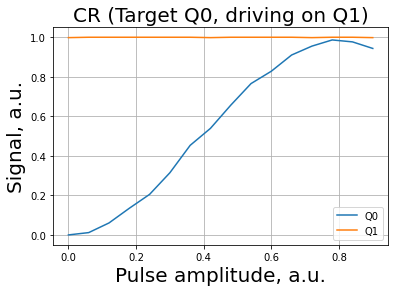 CR (Target Q0, driving on Q1)
Signal, a.u.
1.0
0.8
0.6
0.4
0.2
0.0
Q0
Q1
0.0 0.2 0.4 0.6 0.8
Pulse amplitude, a.u.